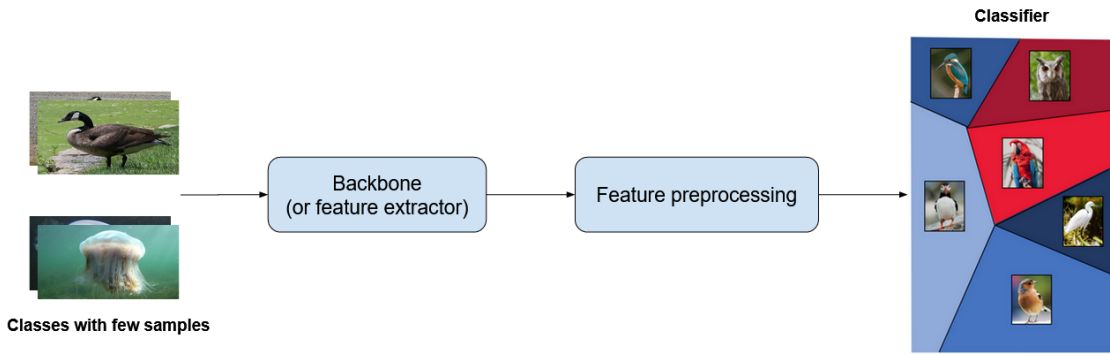 Classifier
Backbone
(or feature extractor)
Feature preprocessing
Classes with few samples